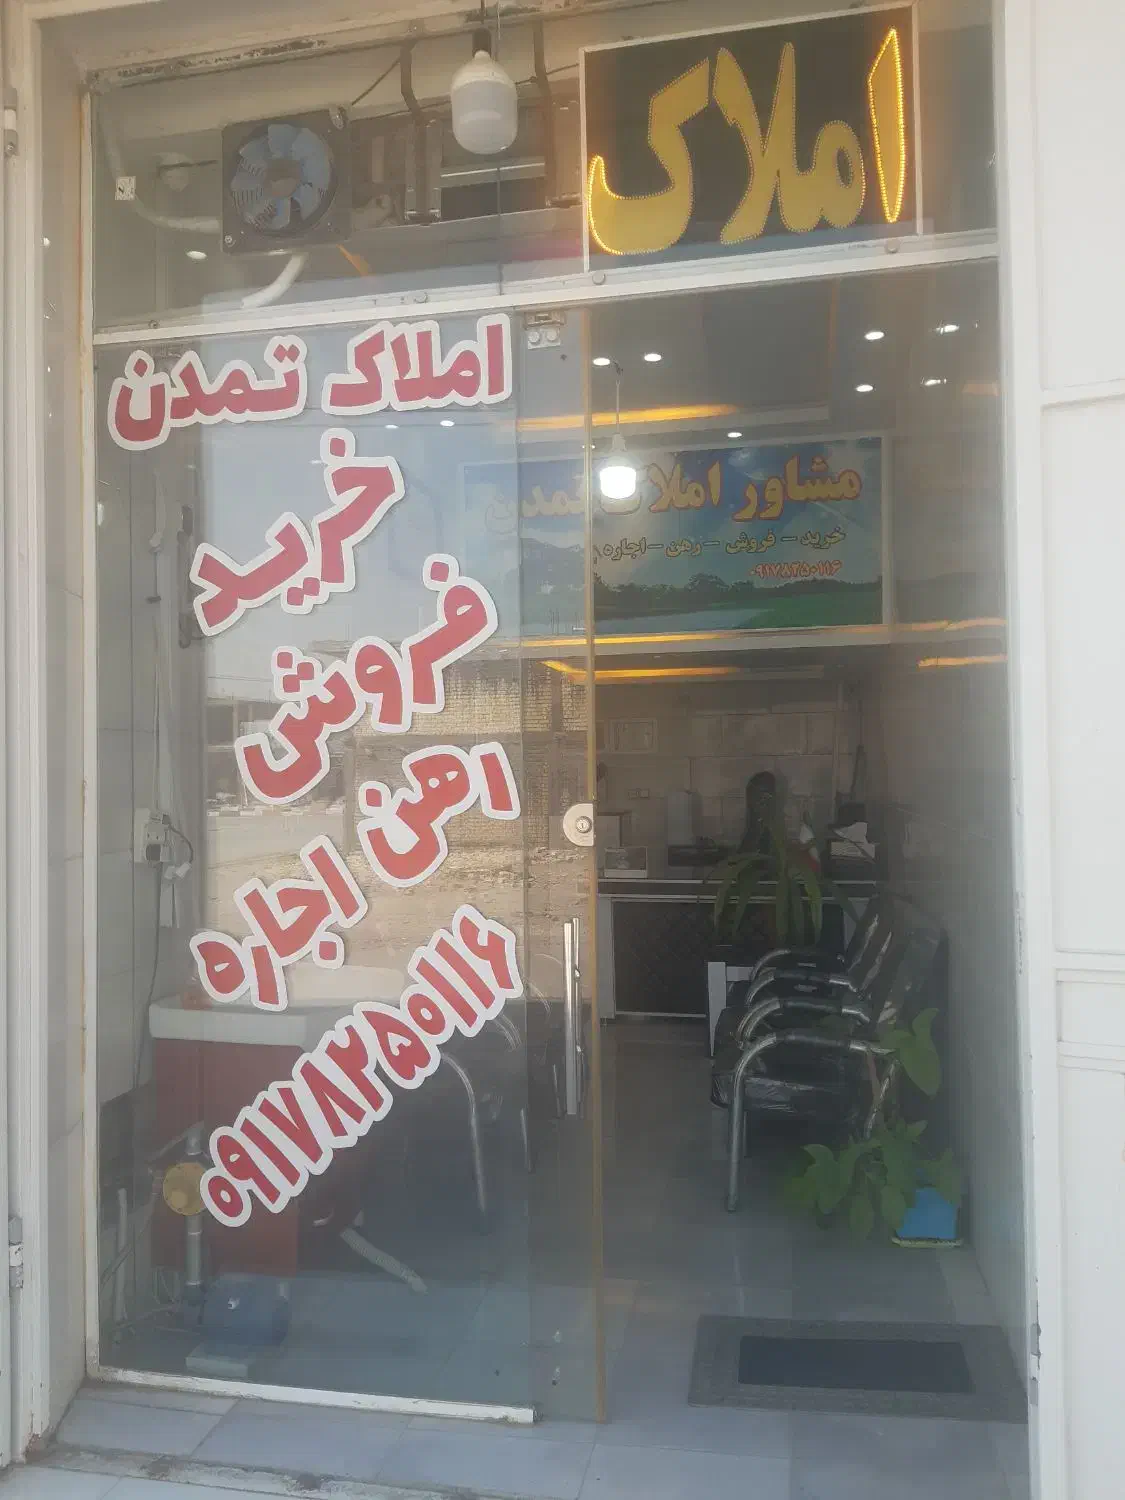 املاک
املاک تمدن
خرید
فروش
رهن اجاره
۰۹۱۷۸۲۵۰۱۱۶
مشاور املاک تمدن
خرید - فروش - رهن - اجاره
۰۹۱۷۸۲۵۰۱۱۶